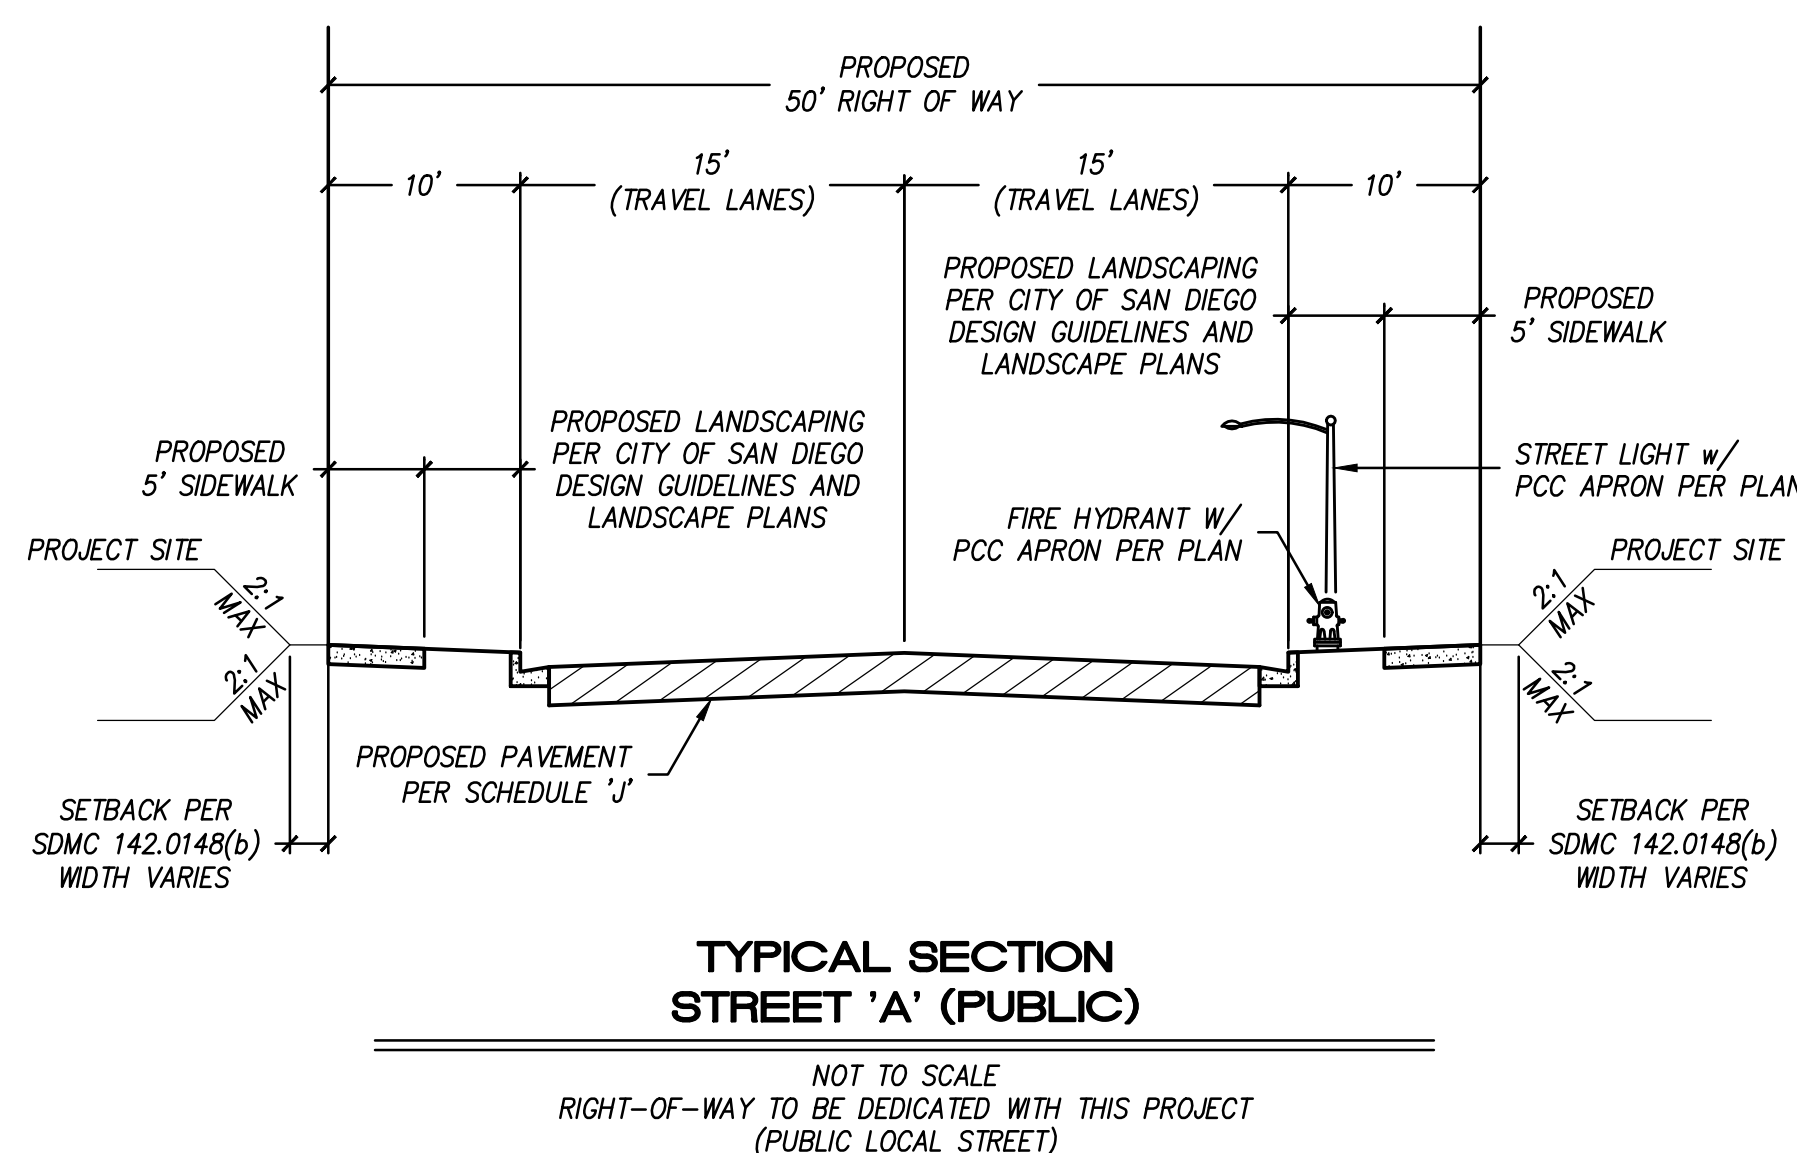 PROPOSED
50' RIGHT OF WAY
10'
15'
(TRAVEL LANES)
15'
(TRAVEL LANES)
10'
PROPOSED LANDSCAPING
PER CITY OF SAN DIEGO
DESIGN GUIDELINES AND
LANDSCAPE PLANS
PROPOSED
5' SIDEWALK
PROPOSED
5' SIDEWALK
PROPOSED LANDSCAPING
PER CITY OF SAN DIEGO
DESIGN GUIDELINES AND
LANDSCAPE PLANS
STREET LIGHT w/
PCC APRON PER PLAN
FIRE HYDRANT W/
PCC APRON PER PLAN
PROJECT SITE
2:1
MAX
2:1
MAX
PROJECT SITE
2:1
MAX
2:1
MAX
PROPOSED PAVEMENT
PER SCHEDULE 'J'
SETBACK PER
SDMC 142.0148(b)
WIDTH VARIES
SETBACK PER
SDMC 142.0148(b)
WIDTH VARIES
TYPICAL SECTION
STREET 'A' (PUBLIC)
NOT TO SCALE
RIGHT-OF-WAY TO BE DEDICATED WITH THIS PROJECT
(PUBLIC LOCAL STREET)